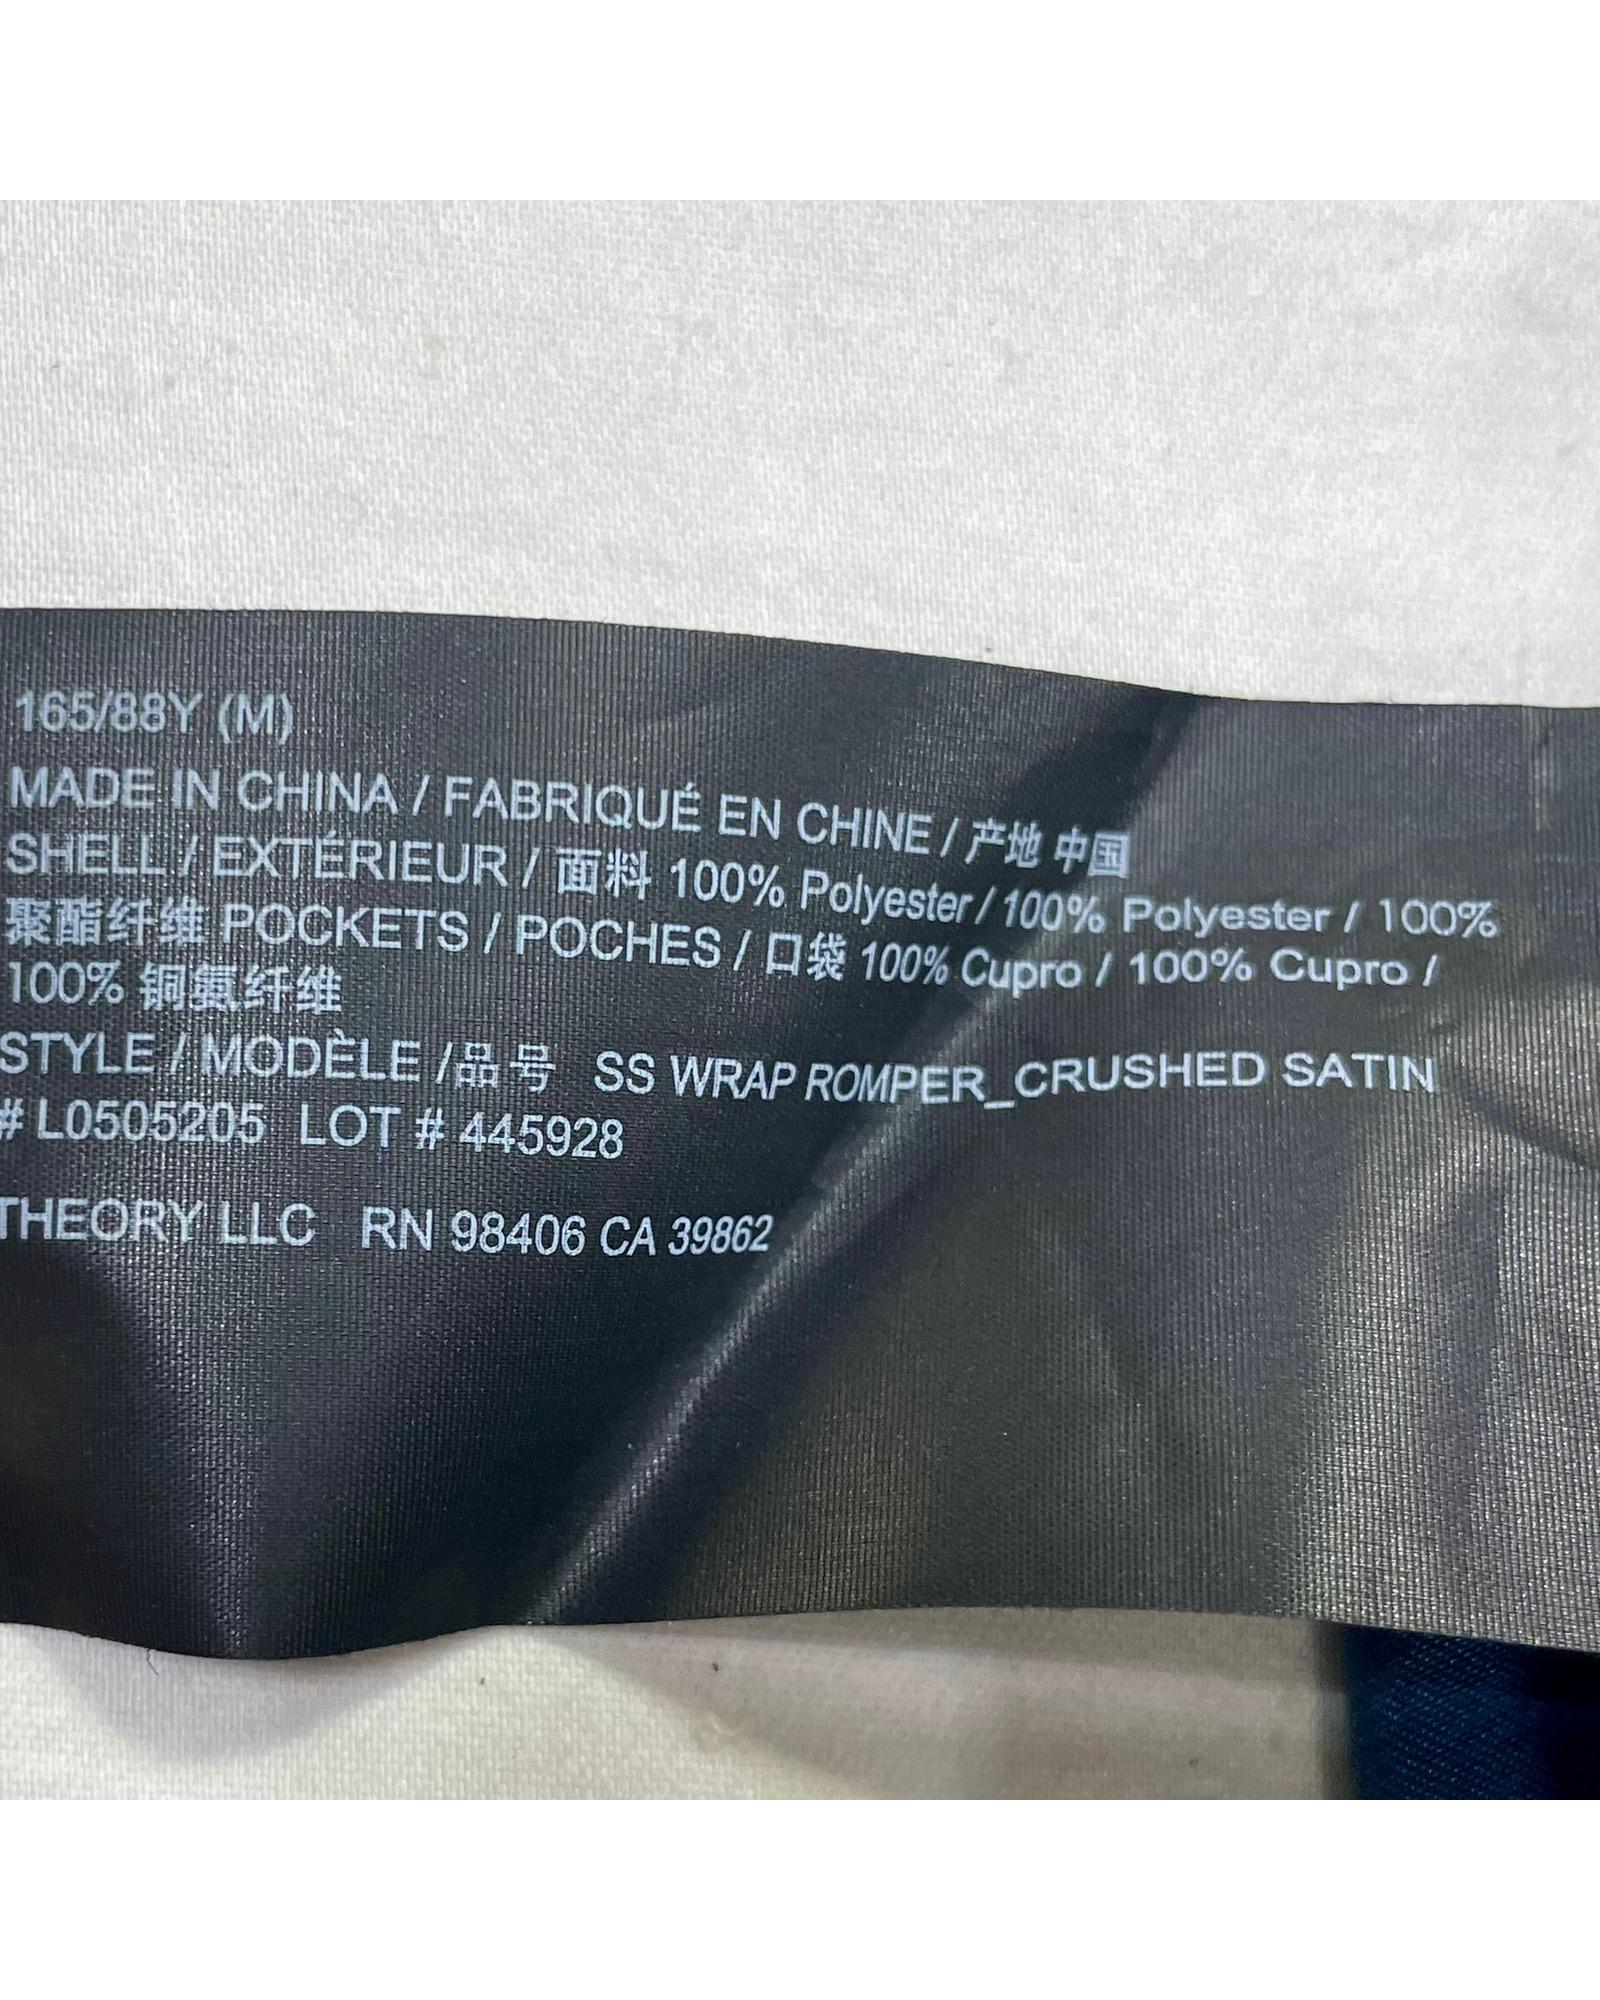 165/88Y (M)
MADE IN CHINA / FABRIQUÉ EN CHINE / 产地 中国
SHELL / EXTÉRIEUR / 面料 100% Polyester / 100% Polyester / 100%
聚酯纤维 POCKETS / POCHES / 口袋 100% Cupro / 100% Cupro /
100% 铜氨纤维
STYLE / MODÈLE /品号 SS WRAP ROMPER_CRUSHED SATIN
# L0505205 LOT # 445928
THEORY LLC RN 98406 CA 39862